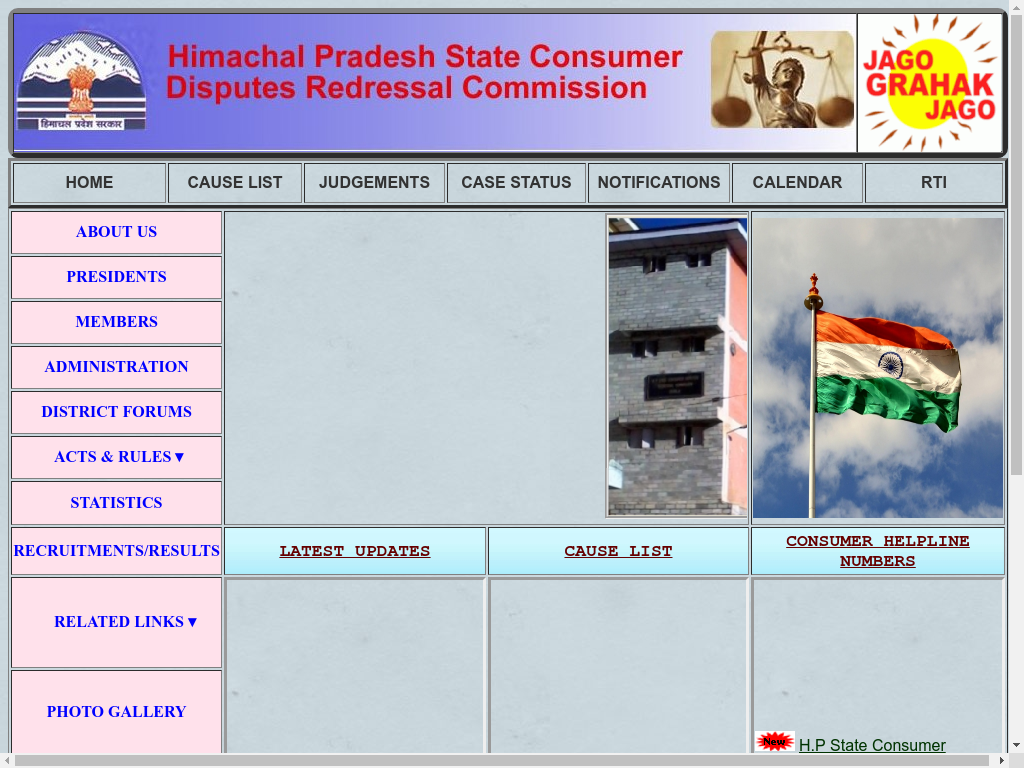 Himachal Pradesh State Consumer
Disputes Redressal Commission
हिमाचल प्रदेश सरकार
JAGO
GRAHAK
JAGO
HOME
CAUSE LIST
JUDGEMENTS
CASE STATUS
NOTIFICATIONS
CALENDAR
RTI
ABOUT US
PRESIDENTS
MEMBERS
ADMINISTRATION
DISTRICT FORUMS
ACTS & RULES ▾
STATISTICS
RECRUITMENTS/RESULTS
LATEST UPDATES
CAUSE LIST
CONSUMER HELPLINE
NUMBERS
RELATED LINKS ▾
PHOTO GALLERY
New H.P State Consumer